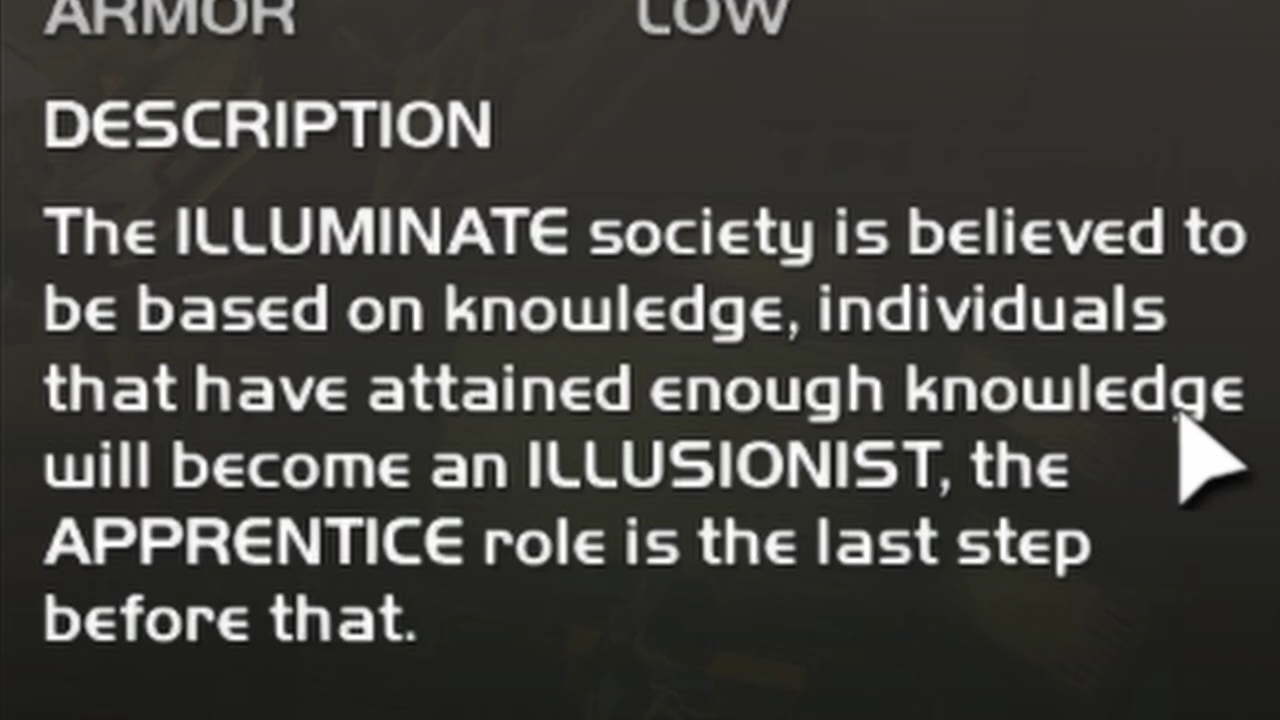 ARMOR LOW
DESCRIPTION
The ILLUMINATE society is believed to
be based on knowledge, individuals
that have attained enough knowledge
will become an ILLUSIONIST, the
APPRENTICE role is the last step
before that.